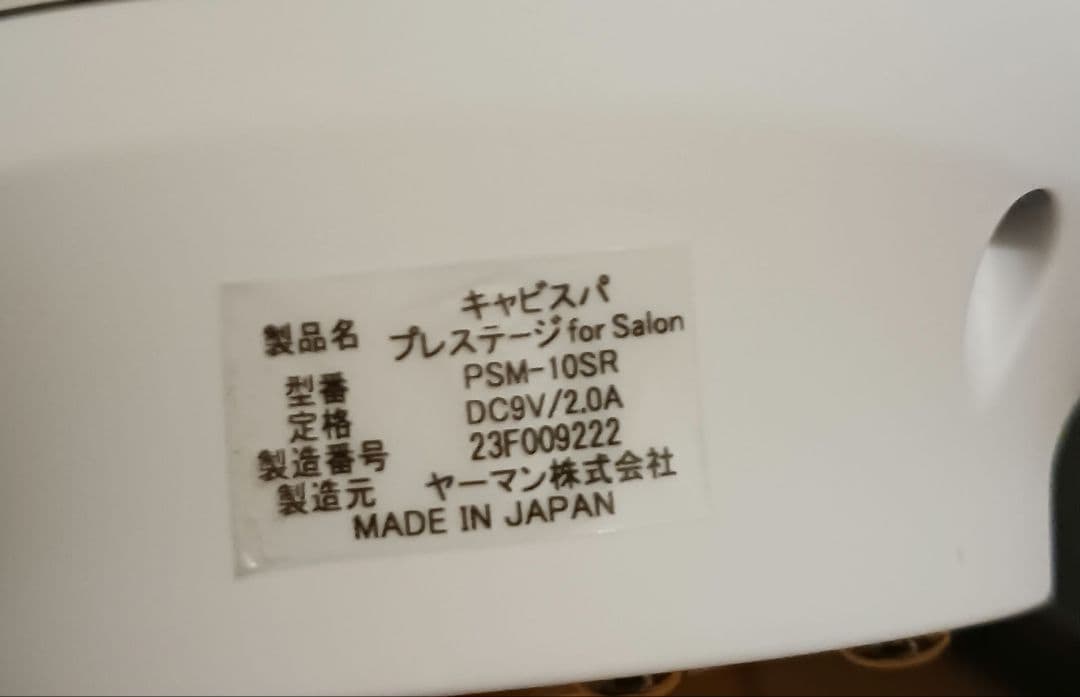 製品名 キャビスパ
プレステージ for Salon
型番 PSM-10SR
定格 DC9V/2.0A
製造番号 23F009222
製造元 ヤーマン株式会社
MADE IN JAPAN